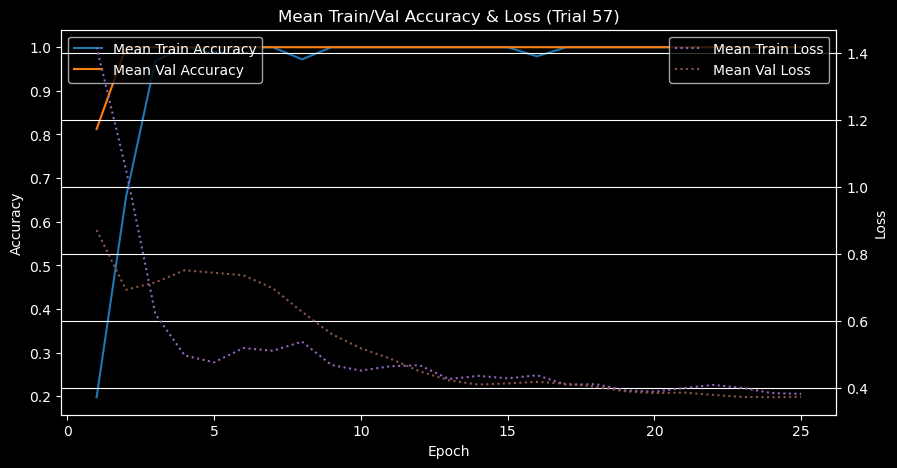 Mean Train/Val Accuracy & Loss (Trial 57)
Mean Train Accuracy
Mean Val Accuracy
Mean Train Loss
Mean Val Loss
1.0
0.9
0.8
0.7
0.6
0.5
0.4
0.3
0.2
Accuracy
1.4
1.2
1.0
0.8
0.6
0.4
Loss
0 5 10 15 20 25
Epoch